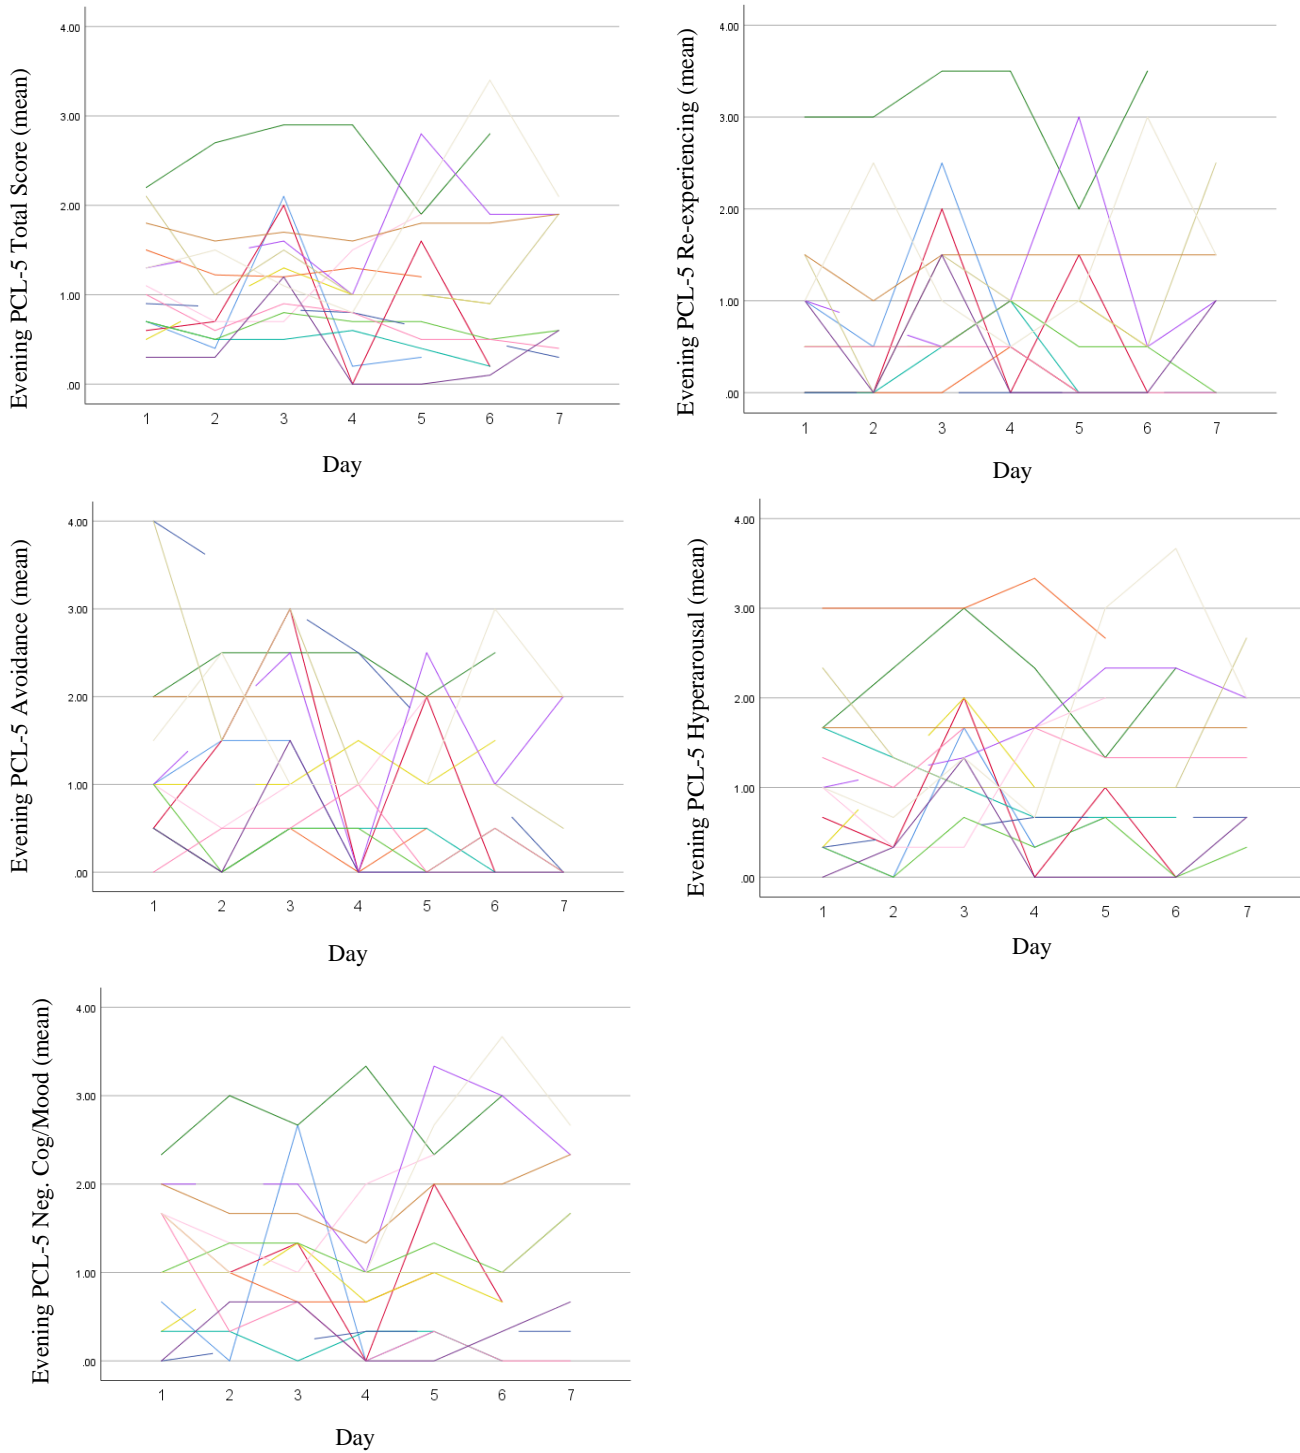 Evening PCL-5 Total Score (mean)
4.00
3.00
2.00
1.00
.00
1 2 3 4 5 6 7
Day
Evening PCL-5 Re-experiencing (mean)
4.00
3.00
2.00
1.00
.00
1 2 3 4 5 6 7
Day
Evening PCL-5 Avoidance (mean)
4.00
3.00
2.00
1.00
.00
1 2 3 4 5 6 7
Day
Evening PCL-5 Hyperarousal (mean)
4.00
3.00
2.00
1.00
.00
1 2 3 4 5 6 7
Day
Evening PCL-5 Neg. Cog/Mood (mean)
4.00
3.00
2.00
1.00
.00
1 2 3 4 5 6 7
Day